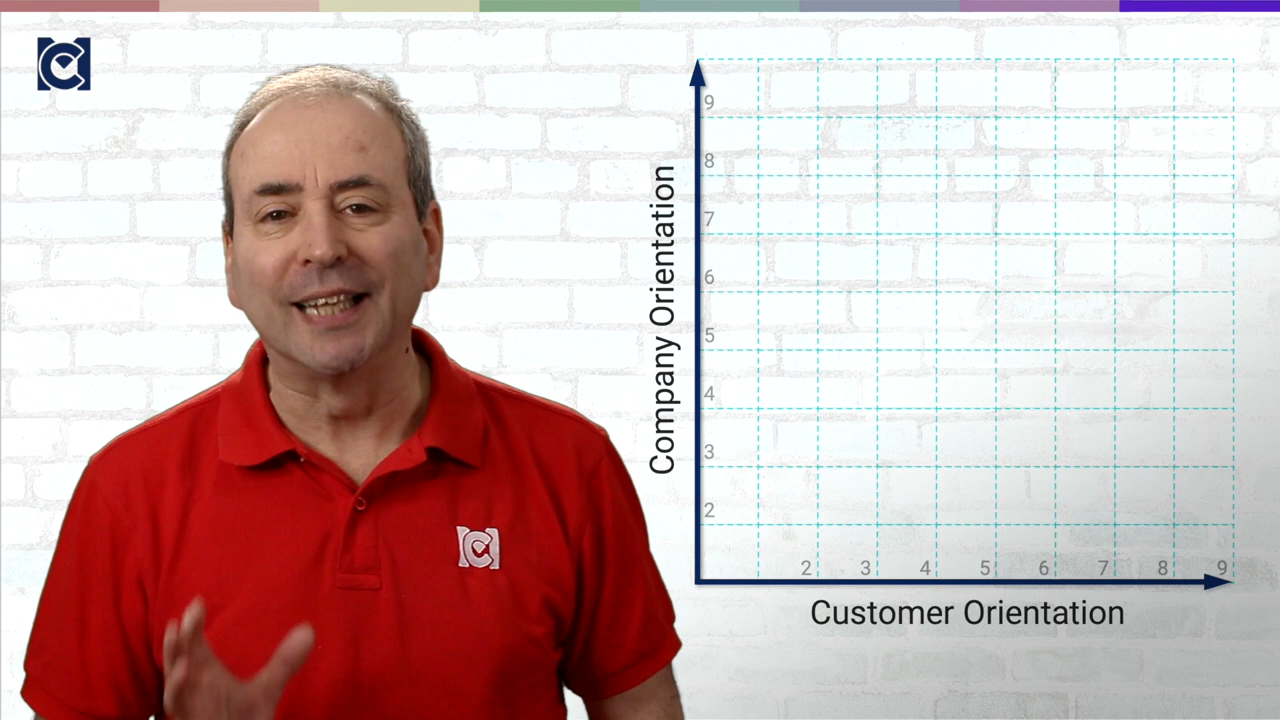 9
8
7
6
5
4
3
2
Company Orientation
2 3 4 5 6 7 8 9
Customer Orientation